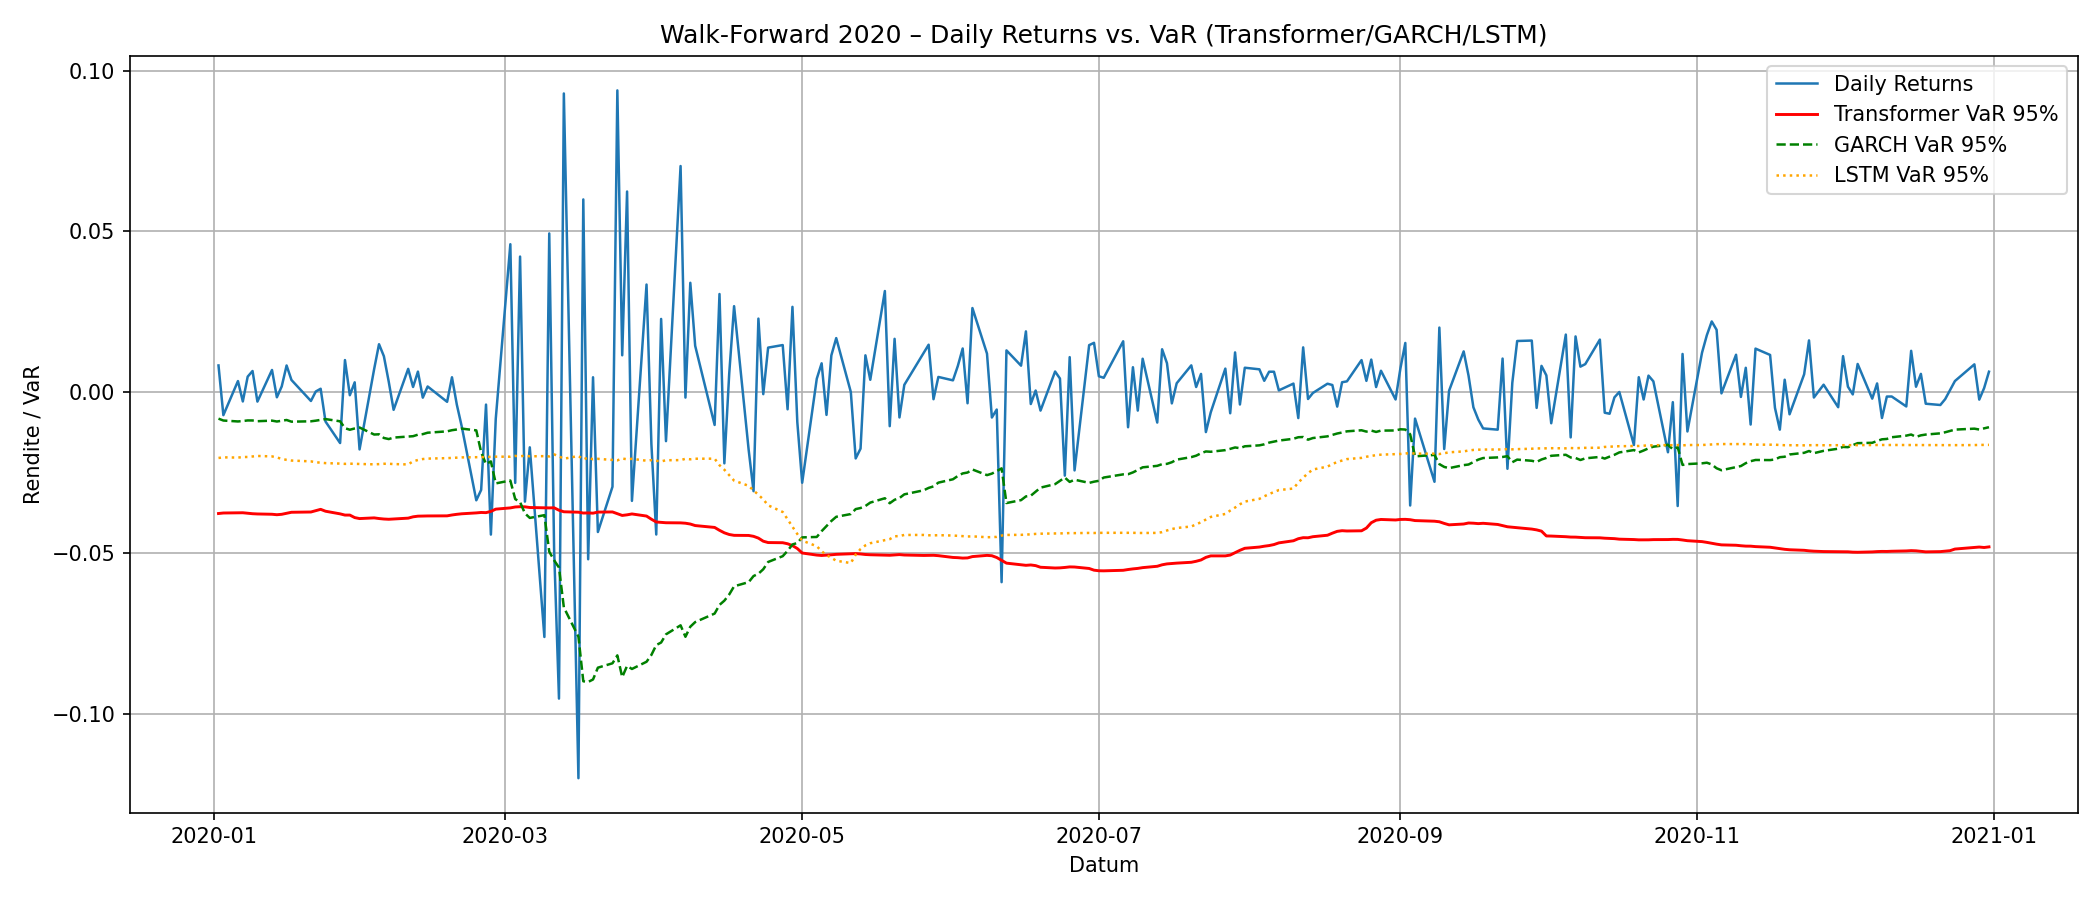 Walk-Forward 2020 – Daily Returns vs. VaR (Transformer/GARCH/LSTM)
Daily Returns
Transformer VaR 95%
GARCH VaR 95%
LSTM VaR 95%
Rendite / VaR
0.10
0.05
0.00
−0.05
−0.10
2020-01
2020-03
2020-05
2020-07
2020-09
2020-11
2021-01
Datum